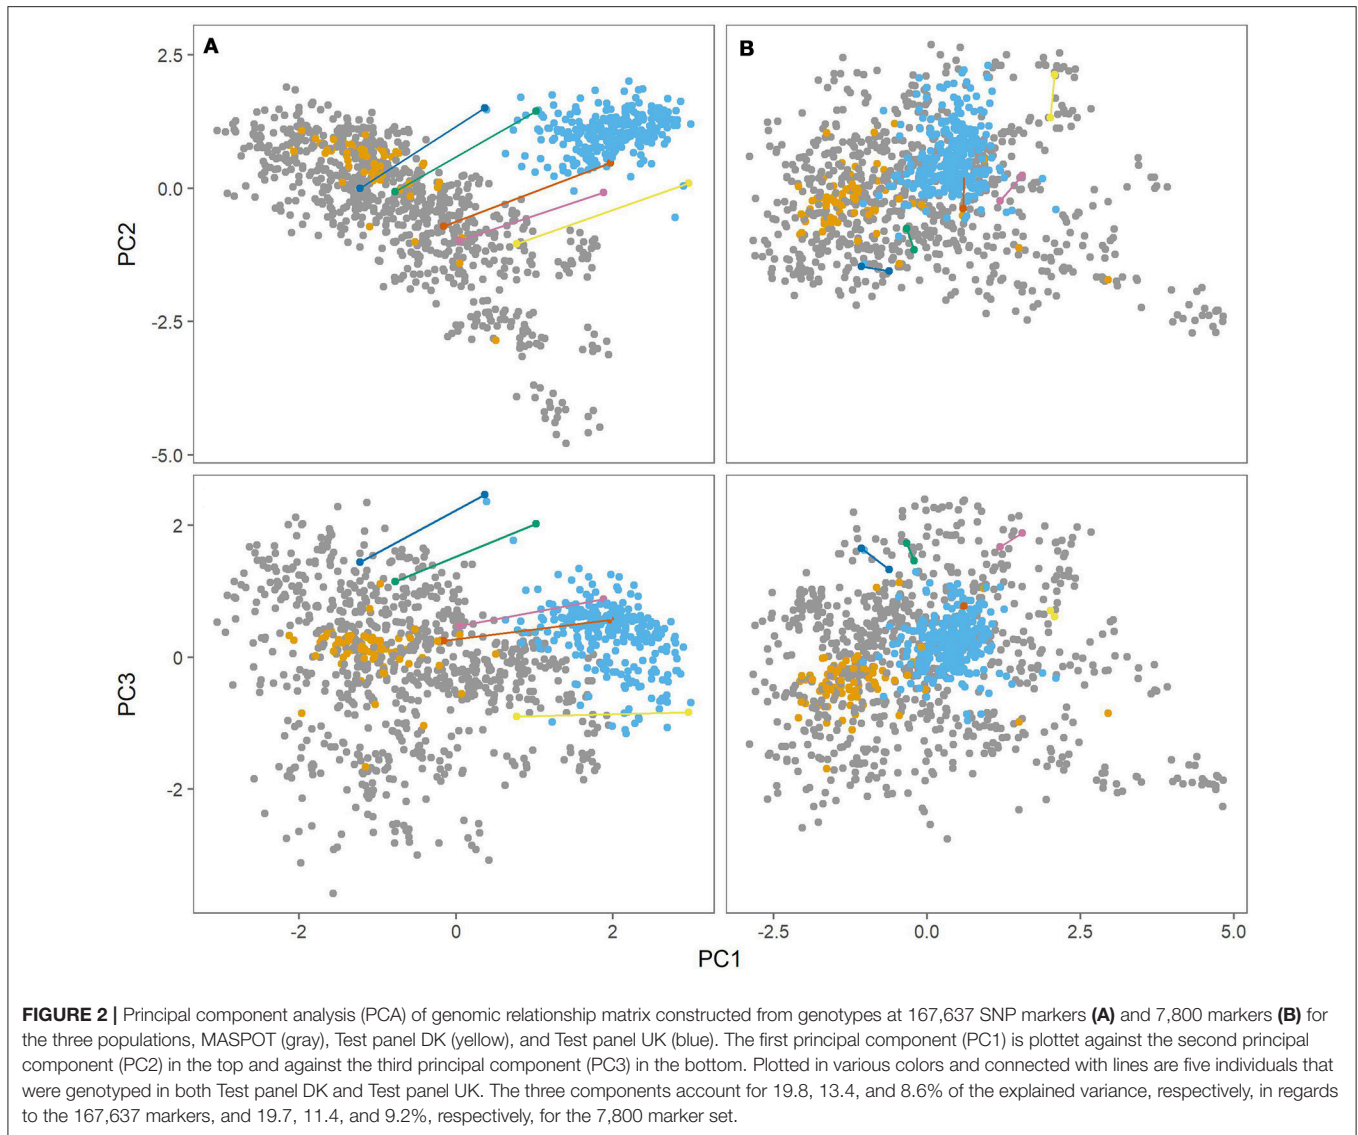 A
B
2.5
0.0
-2.5
-5.0
PC2
2
0
-2
PC3
-2
0
2
-2.5
0.0
2.5
5.0
PC1
FIGURE 2 | Principal component analysis (PCA) of genomic relationship matrix constructed from genotypes at 167,637 SNP markers (A) and 7,800 markers (B) for
the three populations, MASPOT (gray), Test panel DK (yellow), and Test panel UK (blue). The first principal component (PC1) is plottet against the second principal
component (PC2) in the top and against the third principal component (PC3) in the bottom. Plotted in various colors and connected with lines are five individuals that
were genotyped in both Test panel DK and Test panel UK. The three components account for 19.8, 13.4, and 8.6% of the explained variance, respectively, in regards
to the 167,637 markers, and 19.7, 11.4, and 9.2%, respectively, for the 7,800 marker set.